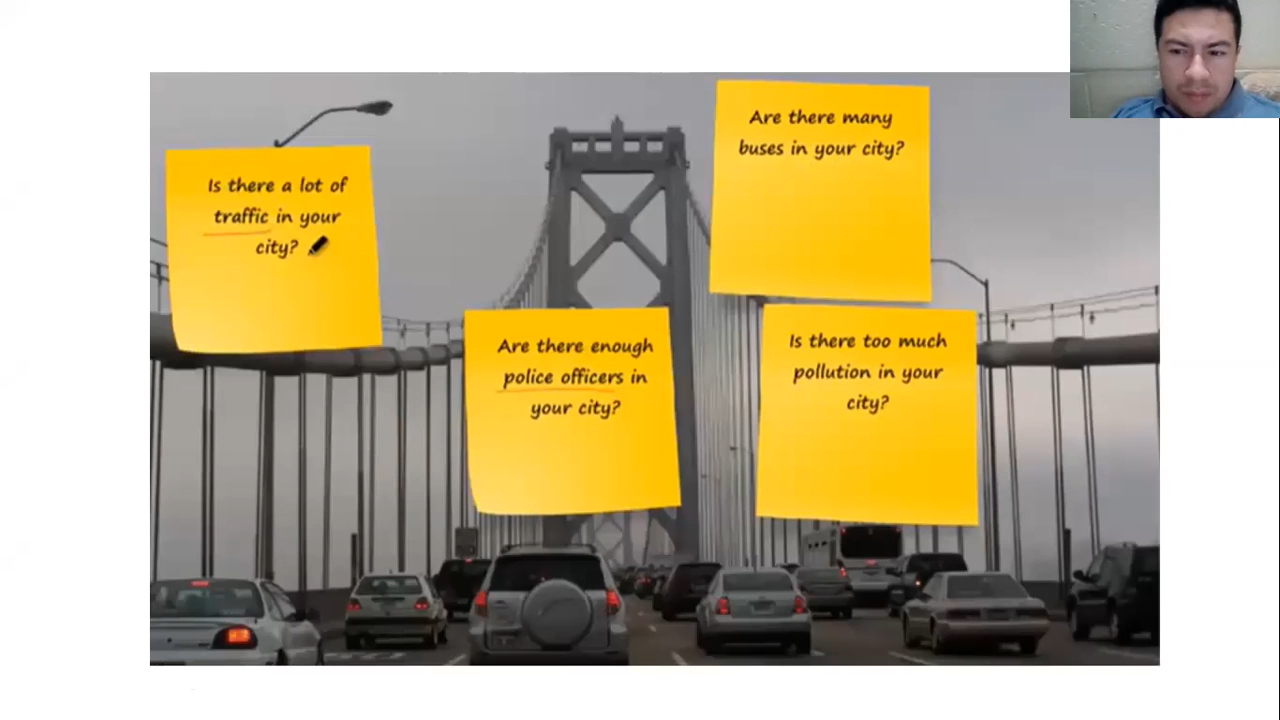 Is there a lot of
traffic in your
city?
Are there enough
police officers in
your city?
Are there many
buses in your city?
Is there too much
pollution in your
city?